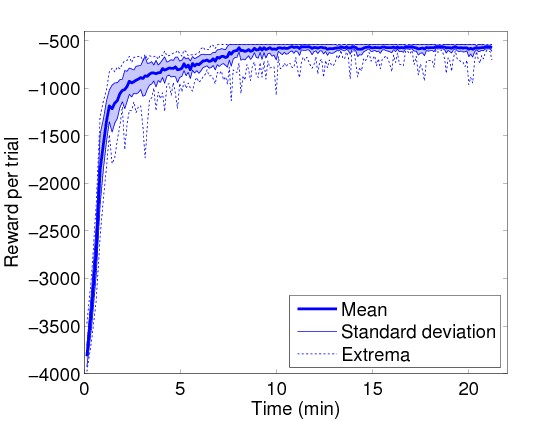 −500
−1000
−1500
−2000
−2500
−3000
−3500
−4000
Reward per trial
0 5 10 15 20
Time (min)
Mean
Standard deviation
Extrema